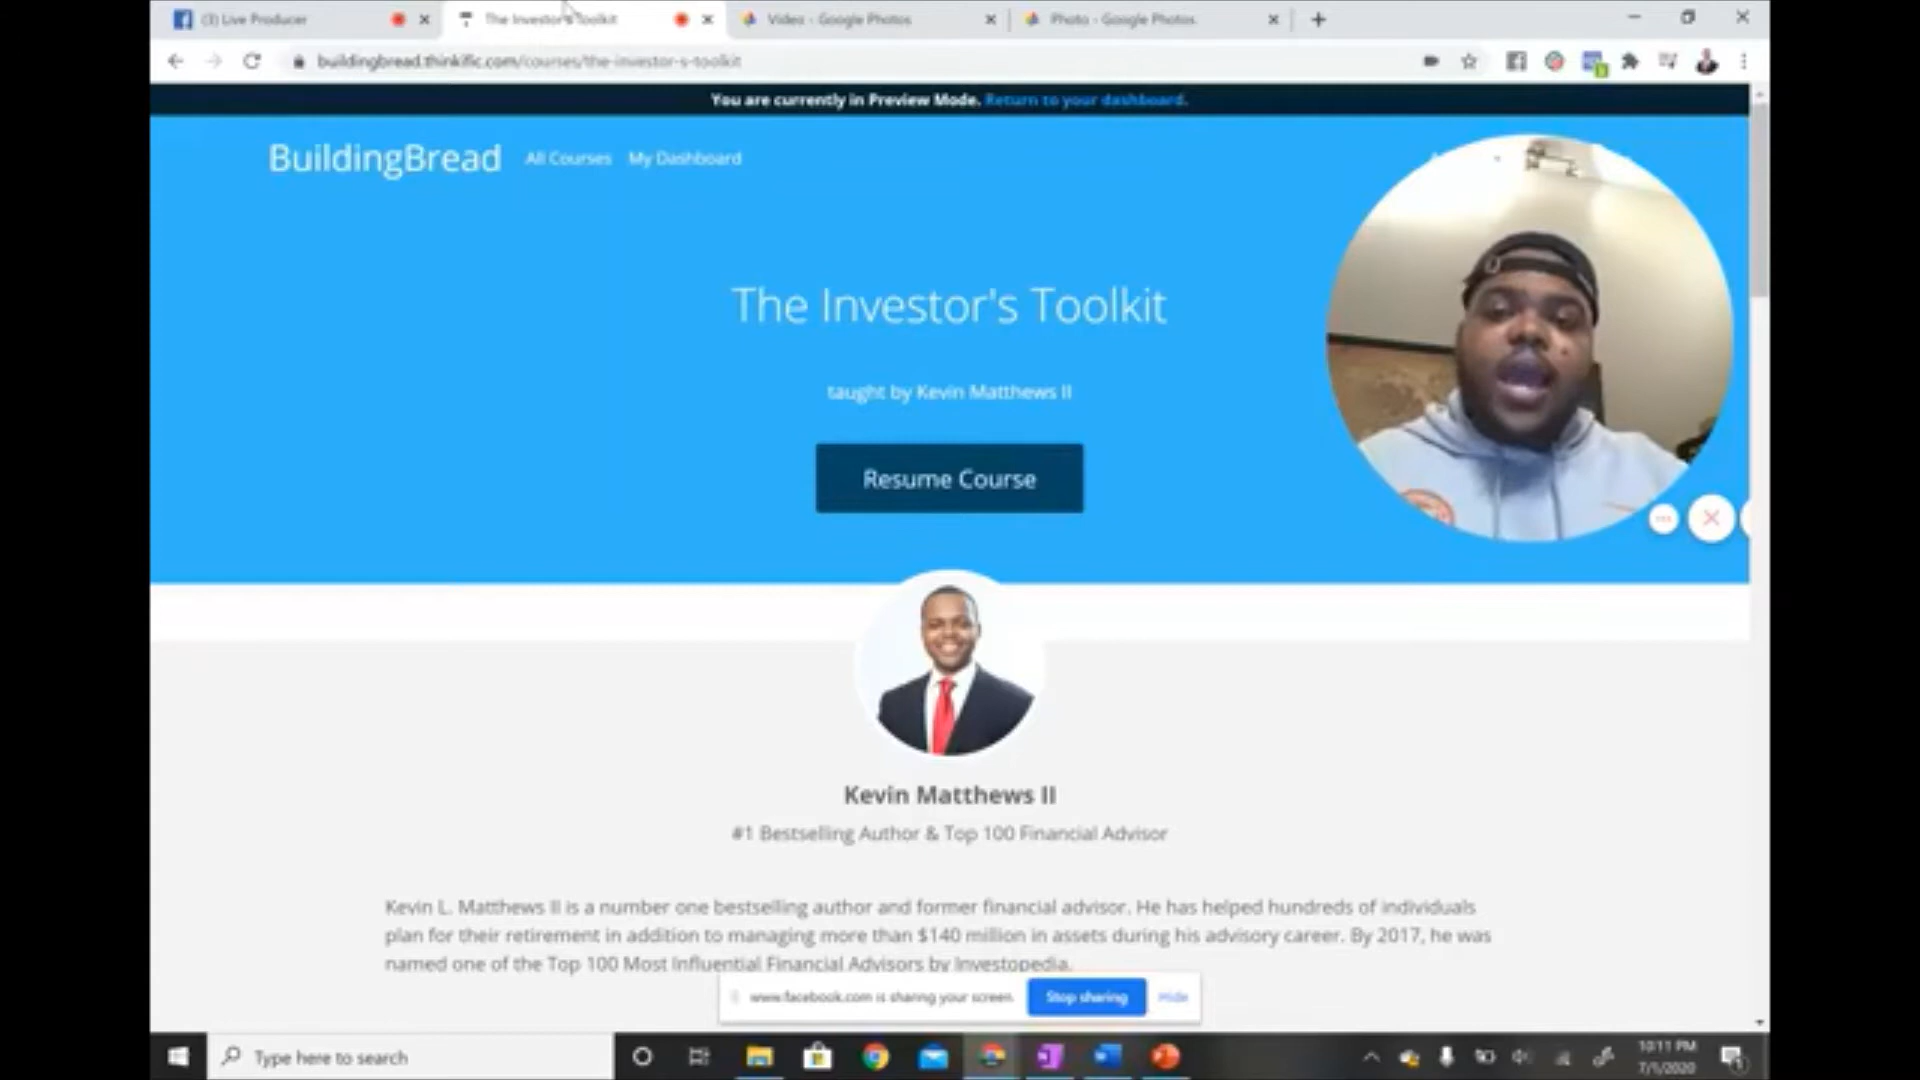 (3) Live Producer
The Investor's Toolkit
Video - Google Photos
Photo - Google Photos
buildingbread.thinkific.com/courses/the-investor-s-toolkit
You are currently in Preview Mode. Return to your dashboard.
BuildingBread
All Courses
My Dashboard
The Investor's Toolkit
taught by Kevin Matthews II
Resume Course
Kevin Matthews II
#1 Bestselling Author & Top 100 Financial Advisor
Kevin L. Matthews II is a number one bestselling author and former financial advisor. He has helped hundreds of individuals
plan for their retirement in addition to managing more than $140 million in assets during his advisory career. By 2017, he was
named one of the Top 100 Most Influential Financial Advisors by Investopedia.
www.facebook.com is sharing your screen.
Stop sharing
Hide
Type here to search
10:11 PM
7/1/2020